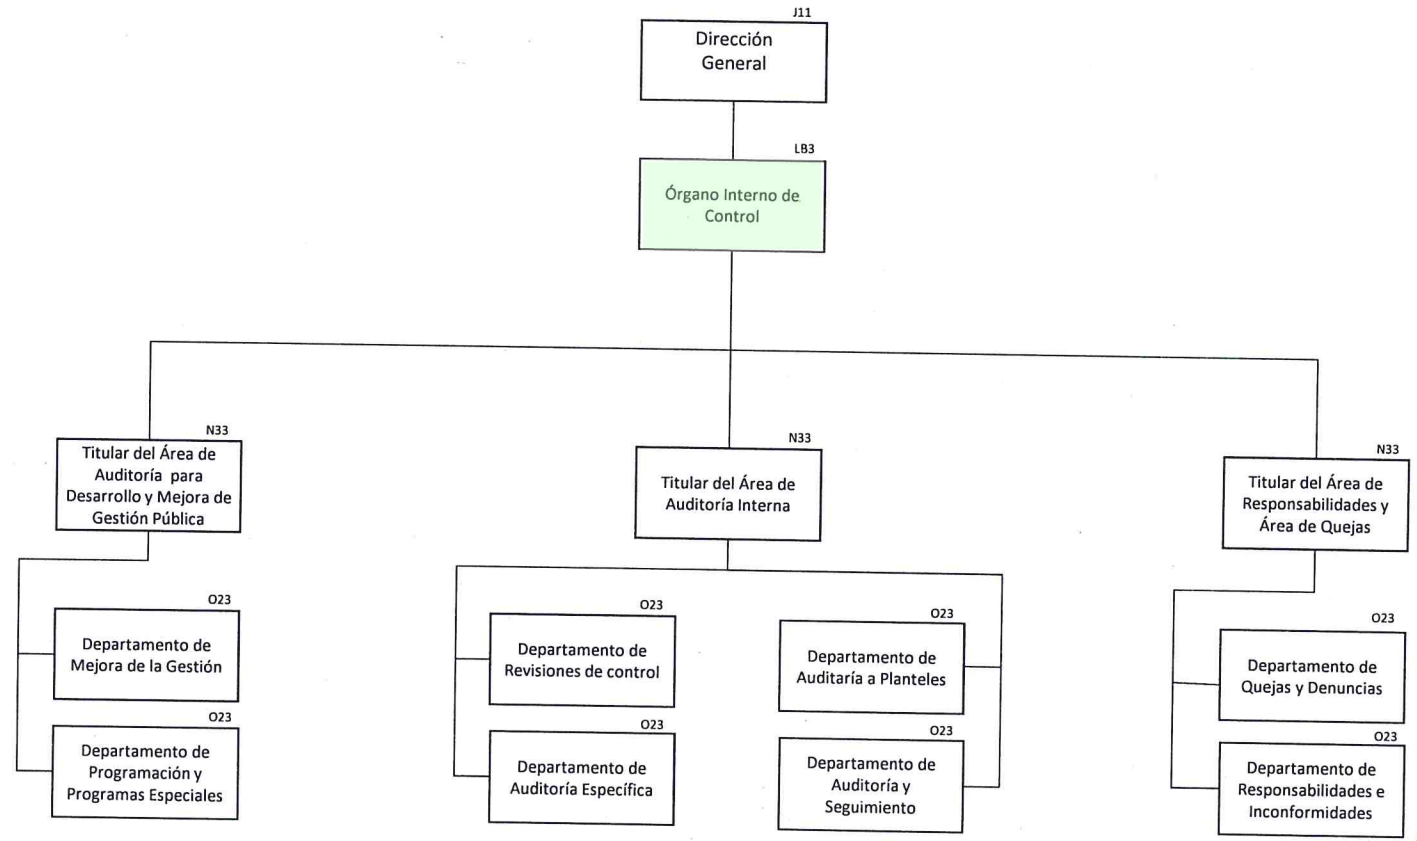 J11
Dirección
General
LB3
Órgano Interno de
Control
N33
Titular del Área de
Auditoría para
Desarrollo y Mejora de
Gestión Pública
N33
Titular del Área de
Auditoría Interna
N33
Titular del Área de
Responsabilidades y
Área de Quejas
O23
Departamento de
Mejora de la Gestión
O23
Departamento de
Programación y
Programas Especiales
O23
Departamento de
Revisiones de control
O23
Departamento de
Auditoría Específica
O23
Departamento de
Auditaría a Planteles
O23
Departamento de
Auditoría y
Seguimiento
O23
Departamento de
Quejas y Denuncias
O23
Departamento de
Responsabilidades e
Inconformidades